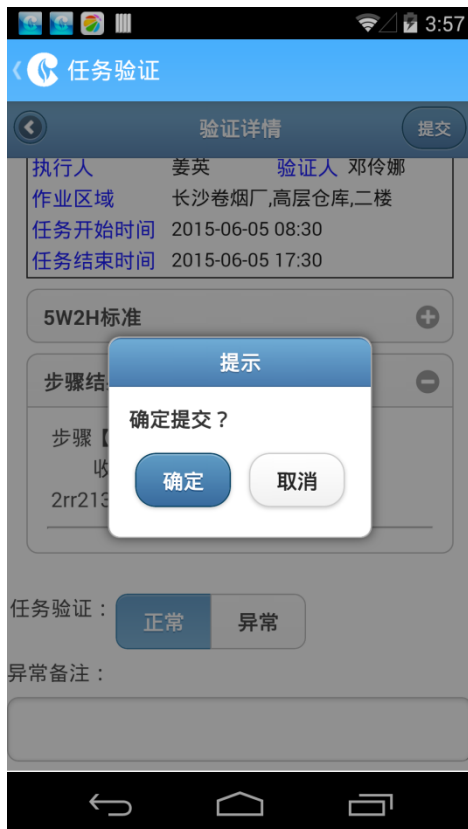 3:57
任务验证
验证详情 提交
执行人 姜英 验证人 邓伶娜
作业区域 长沙卷烟厂,高层仓库,二楼
任务开始时间 2015-06-05 08:30
任务结束时间 2015-06-05 17:30
5W2H标准
提示
步骤结
确定提交？
步骤【
收
确定 取消
2rr213
任务验证： 正常 异常
异常备注：